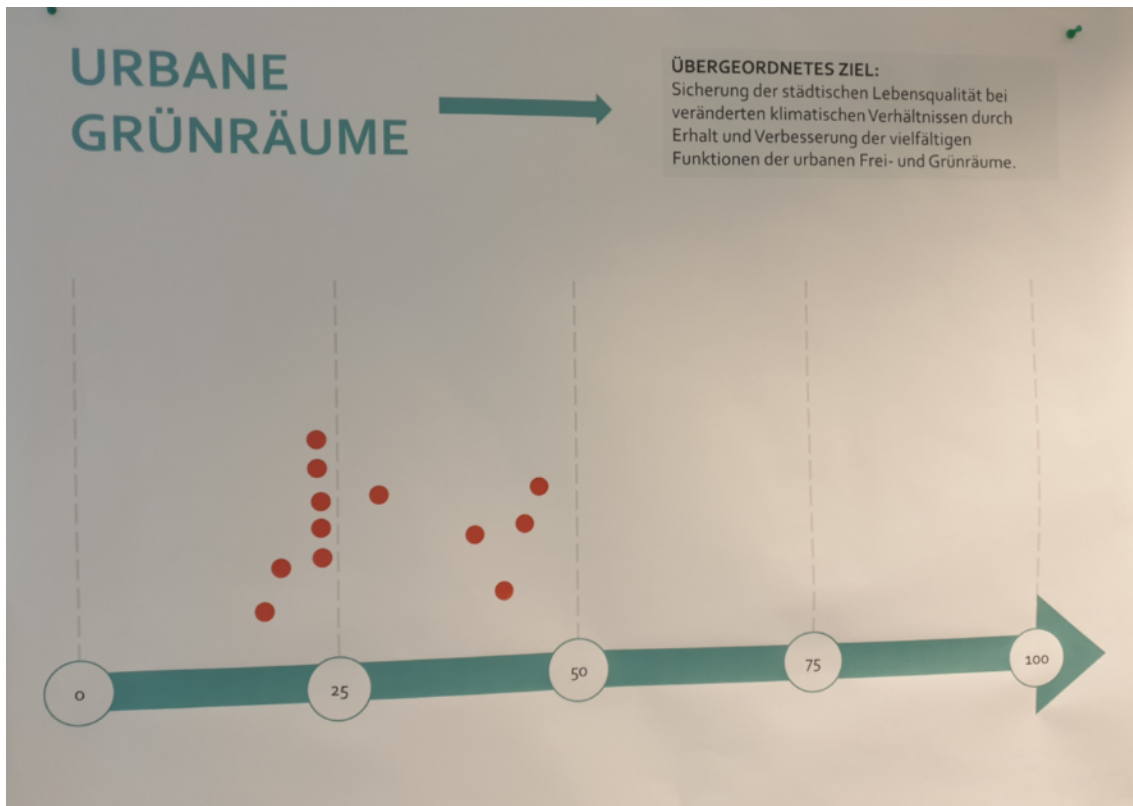 URBANE
GRÜNRÄUME
ÜBERGEORDNETES ZIEL:
Sicherung der städtischen Lebensqualität bei
veränderten klimatischen Verhältnissen durch
Erhalt und Verbesserung der vielfältigen
Funktionen der urbanen Frei- und Grünräume.
0
25
50
75
100